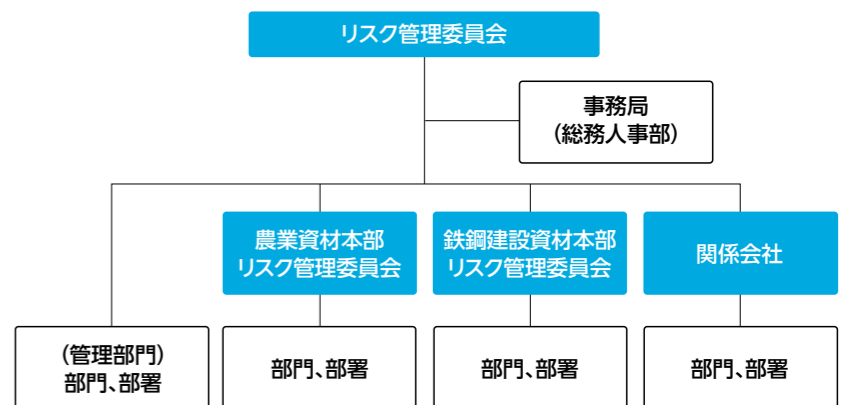 リスク管理委員会
事務局
（総務人事部）
農業資材本部
リスク管理委員会
鉄鋼建設資材本部
リスク管理委員会
関係会社
（管理部門）
部門、部署
部門、部署
部門、部署
部門、部署